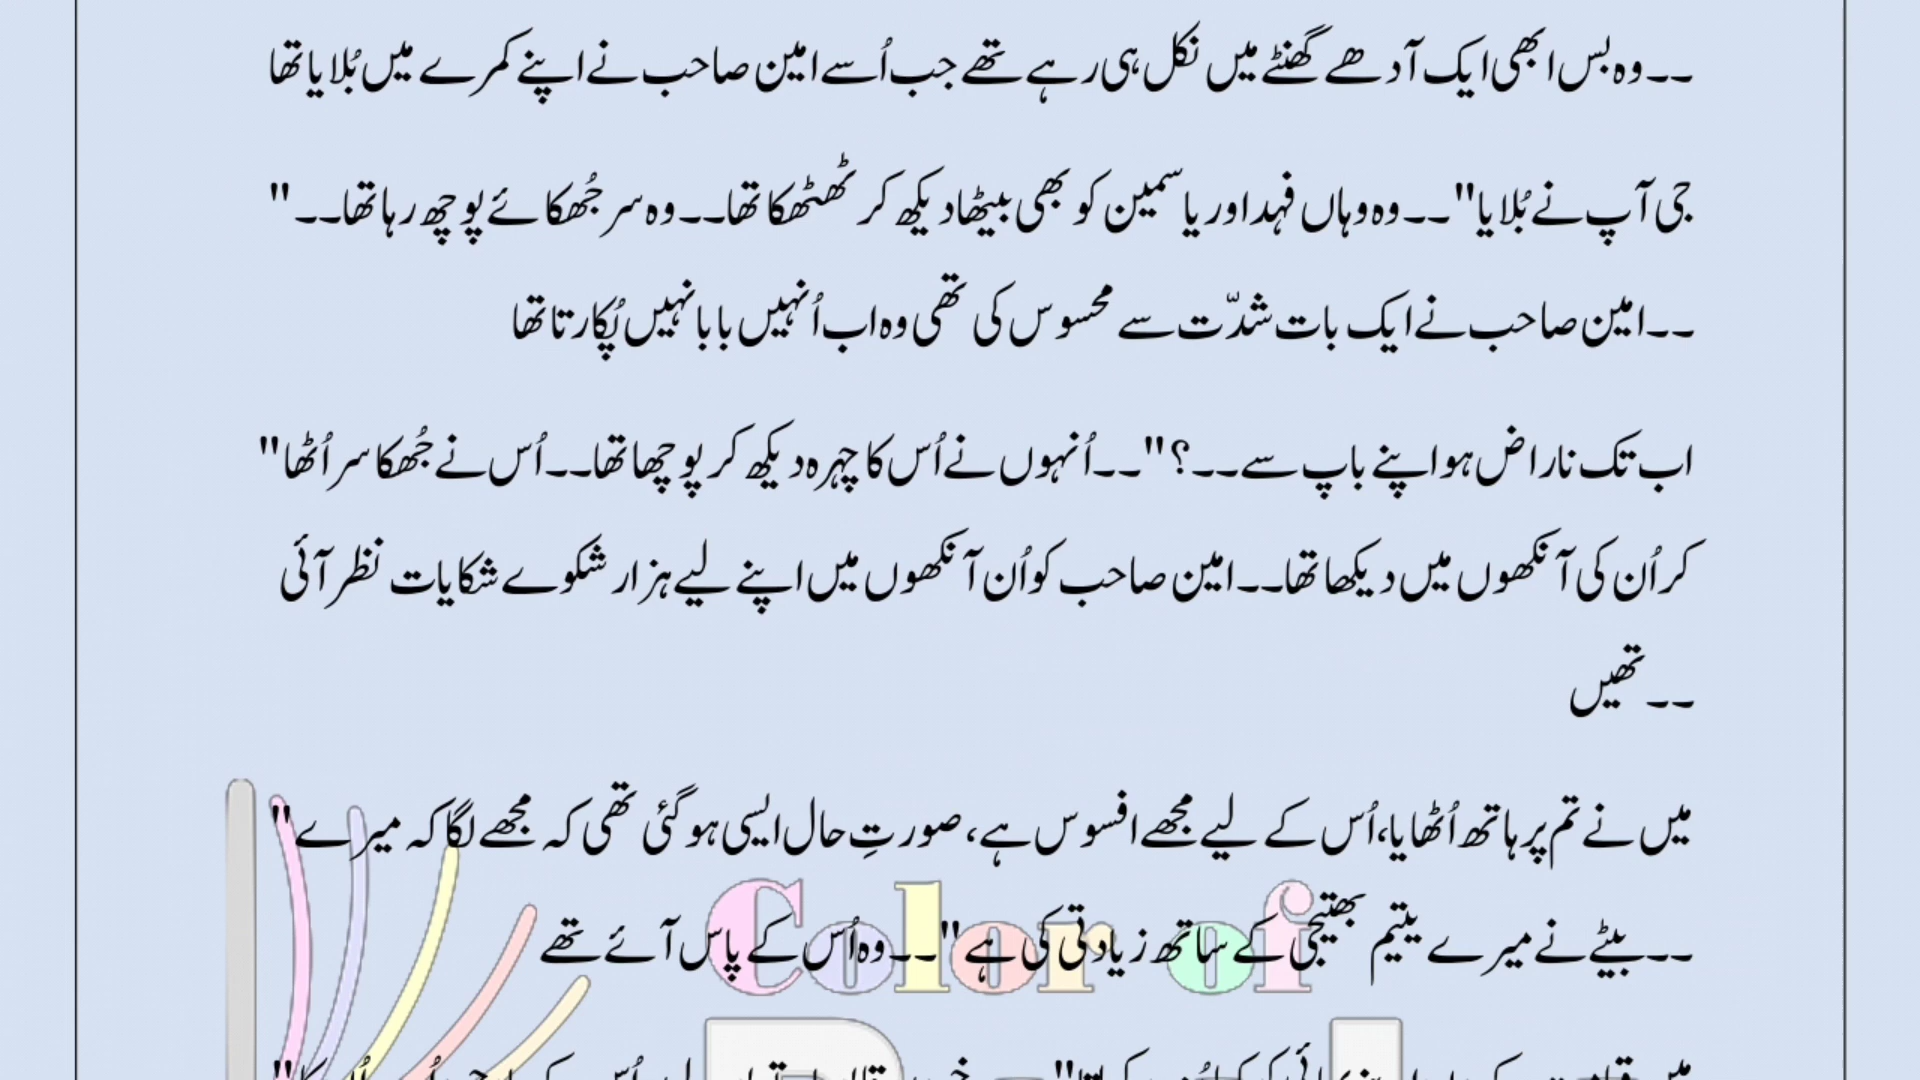 ۔۔وہ بس ابھی ایک آدھے گھنٹے میں نکل ہی رہے تھے جب اُسے امین صاحب نے اپنے کمرے میں بُلایا تھا
جی آپ نے بُلایا"۔۔وہ وہاں فہد اور یاسمین کو بھی بیٹھا دیکھ کر ٹھٹھکا تھا۔۔وہ سر جُھکائے پوچھ رہا تھا۔۔"
۔۔امین صاحب نے ایک بات شدّت سے محسوس کی تھی وہ اب اُنہیں بابا نہیں پُکارتا تھا
اب تک ناراض ہو اپنے باپ سے۔۔؟"۔۔اُنہوں نے اُس کا چہرہ دیکھ کر پوچھا تھا۔۔اُس نے جُھکا سر اُٹھا"
کر اُن کی آنکھوں میں دیکھا تھا۔۔امین صاحب کو اُن آنکھوں میں اپنے لیے ہزار شکوے شکایات نظر آئی
۔۔تھیں
میں نے تم پر ہاتھ اُٹھایا،اُس کے لیے مجھے افسوس ہے، صورتِ حال ایسی ہو گئی تھی کہ مجھے لگا کہ میرے"
۔۔بیٹے نے میرے یتیم بھتیجی کے ساتھ زیادتی کی ہے"۔۔وہ اُس کے پاس آئے تھے
Color of